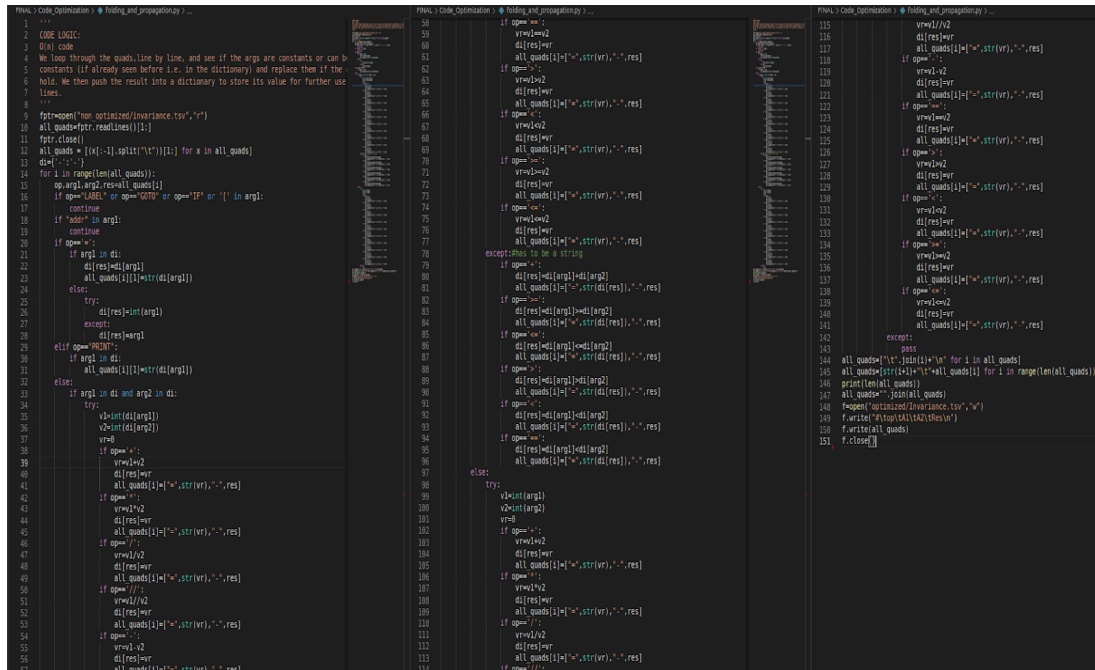 FINAL > Code_Optimization > folding_and_propagation.py > ...
1 '''
2 CODE LOGIC:
3 O(n) code
4 We loop through the quads,line by line, and see if the args are constants or can b
5 constants (if already seen before i.e. in the dictionary) and replace them if the
6 hold. We then push the result into a dictionary to store its value for further use
7 lines.
8 '''
9 fptr=open("non_optimized/invariance.tsv","r")
10 all_quads=fptr.readlines()[1:]
11 fptr.close()
12 all_quads = [(x[:-1].split("\t"))[1:] for x in all_quads]
13 di={'-':'-'}
14 for i in range(len(all_quads)):
15 op,arg1,arg2,res=all_quads[i]
16 if op=="LABEL" or op=="GOTO" or op=="IF" or '[' in arg1:
17 continue
18 if "addr" in arg1:
19 continue
20 if op=='=':
21 if arg1 in di:
22 di[res]=di[arg1]
23 all_quads[i][1]=str(di[arg1])
24 else:
25 try:
26 di[res]=int(arg1)
27 except:
28 di[res]=arg1
29 elif op=="PRINT":
30 if arg1 in di:
31 all_quads[i][1]=str(di[arg1])
32 else:
33 if arg1 in di and arg2 in di:
34 try:
35 v1=int(di[arg1])
36 v2=int(di[arg2])
37 vr=0
38 if op=='+':
39 vr=v1+v2
40 di[res]=vr
41 all_quads[i]=["=",str(vr),"-",res]
42 if op=='*':
43 vr=v1*v2
44 di[res]=vr
45 all_quads[i]=["=",str(vr),"-",res]
46 if op=='/':
47 vr=v1/v2
48 di[res]=vr
49 all_quads[i]=["=",str(vr),"-",res]
50 if op=='//':
51 vr=v1//v2
52 di[res]=vr
53 all_quads[i]=["=",str(vr),"-",res]
54 if op=='-':
55 vr=v1-v2
56 di[res]=vr
57 all_quads[i]=["=",str(vr),"-",res]
FINAL > Code_Optimization > folding_and_propagation.py > ...
58 if op=='==':
59 vr=v1==v2
60 di[res]=vr
61 all_quads[i]=["=",str(vr),"-",res]
62 if op=='>':
63 vr=v1>v2
64 di[res]=vr
65 all_quads[i]=["=",str(vr),"-",res]
66 if op=='<':
67 vr=v1<v2
68 di[res]=vr
69 all_quads[i]=["=",str(vr),"-",res]
70 if op=='>=':
71 vr=v1>=v2
72 di[res]=vr
73 all_quads[i]=["=",str(vr),"-",res]
74 if op=='<=':
75 vr=v1<=v2
76 di[res]=vr
77 all_quads[i]=["=",str(vr),"-",res]
78 except:#has to be a string
79 if op=='+':
80 di[res]=di[arg1]+di[arg2]
81 all_quads[i]=["=",str(di[res]),"-",res]
82 if op=='>=':
83 di[res]=di[arg1]>=di[arg2]
84 all_quads[i]=["=",str(di[res]),"-",res]
85 if op=='<=':
86 di[res]=di[arg1]<=di[arg2]
87 all_quads[i]=["=",str(di[res]),"-",res]
88 if op=='>':
89 di[res]=di[arg1]>di[arg2]
90 all_quads[i]=["=",str(di[res]),"-",res]
91 if op=='<':
92 di[res]=di[arg1]<di[arg2]
93 all_quads[i]=["=",str(di[res]),"-",res]
94 if op=='==':
95 di[res]=di[arg1]<di[arg2]
96 all_quads[i]=["=",str(di[res]),"-",res]
97 else:
98 try:
99 v1=int(arg1)
100 v2=int(arg2)
101 vr=0
102 if op=='+':
103 vr=v1+v2
104 di[res]=vr
105 all_quads[i]=["=",str(vr),"-",res]
106 if op=='*':
107 vr=v1*v2
108 di[res]=vr
109 all_quads[i]=["=",str(vr),"-",res]
110 if op=='/':
111 vr=v1/v2
112 di[res]=vr
113 all_quads[i]=["=",str(vr),"-",res]
114 if op=='//':
FINAL > Code_Optimization > folding_and_propagation.py > ...
115 vr=v1//v2
116 di[res]=vr
117 all_quads[i]=["=",str(vr),"-",res]
118 if op=='-':
119 vr=v1-v2
120 di[res]=vr
121 all_quads[i]=["=",str(vr),"-",res]
122 if op=='==':
123 vr=v1==v2
124 di[res]=vr
125 all_quads[i]=["=",str(vr),"-",res]
126 if op=='>':
127 vr=v1>v2
128 di[res]=vr
129 all_quads[i]=["=",str(vr),"-",res]
130 if op=='<':
131 vr=v1<v2
132 di[res]=vr
133 all_quads[i]=["=",str(vr),"-",res]
134 if op=='>=':
135 vr=v1>=v2
136 di[res]=vr
137 all_quads[i]=["=",str(vr),"-",res]
138 if op=='<=':
139 vr=v1<=v2
140 di[res]=vr
141 all_quads[i]=["=",str(vr),"-",res]
142 except:
143 pass
144 all_quads=["\t".join(i)+"\n" for i in all_quads]
145 all_quads=[str(i+1)+"\t"+all_quads[i] for i in range(len(all_quads))
146 print(len(all_quads))
147 all_quads="".join(all_quads)
148 f=open("optimized/Invariance.tsv","w")
149 f.write("#\top\tA1\tA2\tRes\n")
150 f.write(all_quads)
151 f.close()